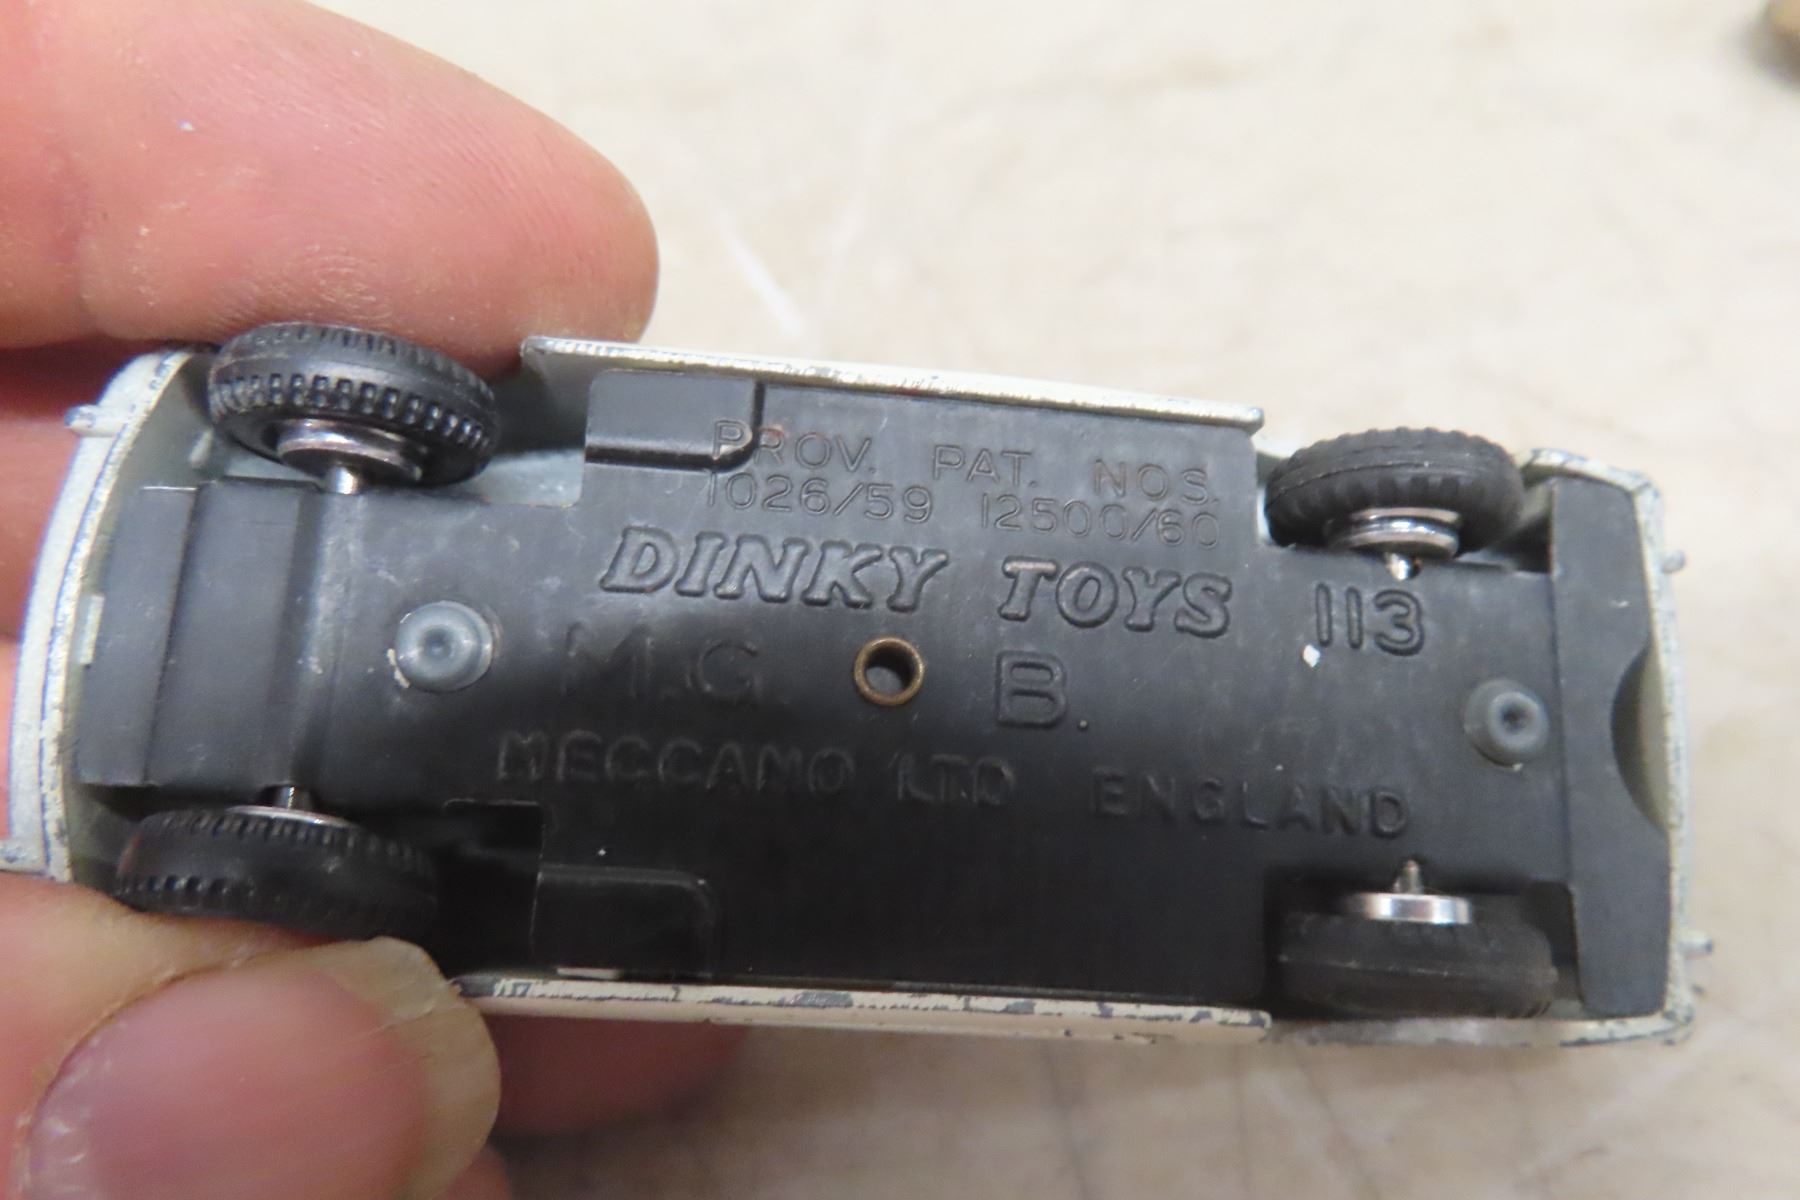 PROV. PAT. NOS.
1026/59 12500/60
DINKY TOYS 113
M.G. B.
MECCANO LTD ENGLAND